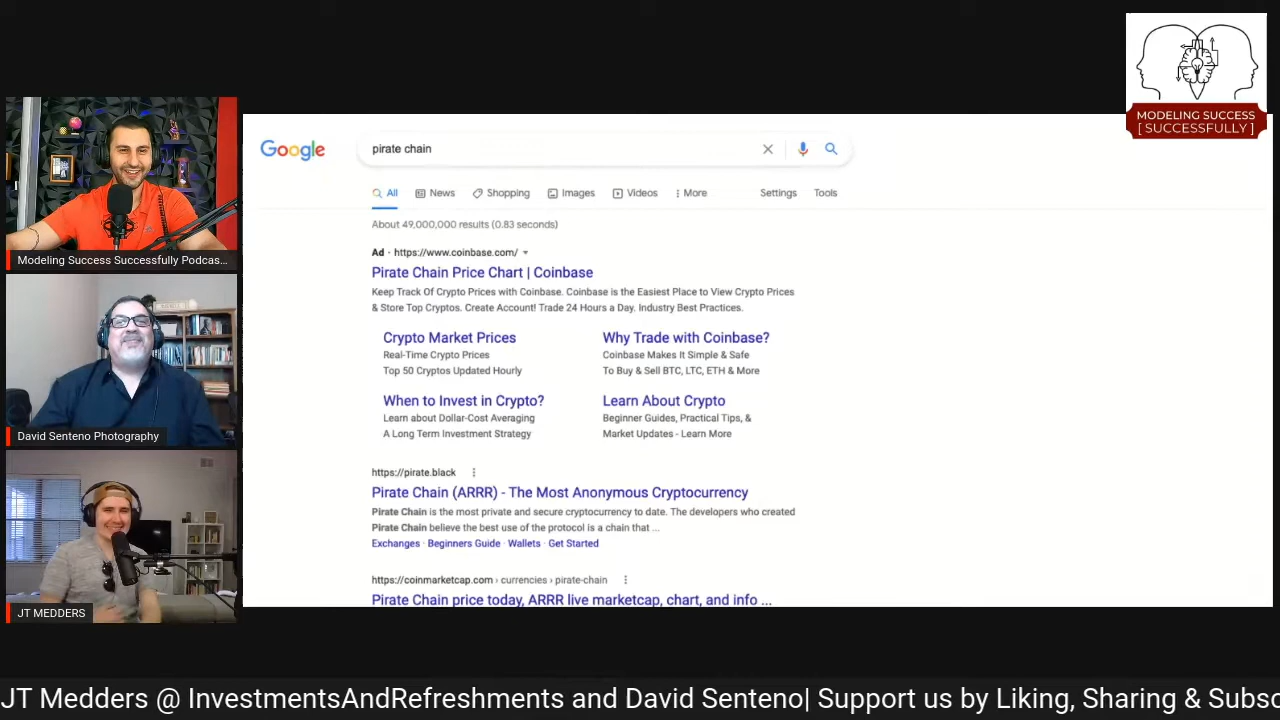 MODELING SUCCESS
[ SUCCESSFULLY ]
Modeling Success Successfully Podcas...
David Senteno Photography
JT MEDDERS
Google
pirate chain
All
News
Shopping
Images
Videos
More
Settings
Tools
About 49,000,000 results (0.83 seconds)
Ad · https://www.coinbase.com/
Pirate Chain Price Chart | Coinbase
Keep Track Of Crypto Prices with Coinbase. Coinbase is the Easiest Place to View Crypto Prices
& Store Top Cryptos. Create Account! Trade 24 Hours a Day. Industry Best Practices.
Crypto Market Prices
Real-Time Crypto Prices
Top 50 Cryptos Updated Hourly
Why Trade with Coinbase?
Coinbase Makes It Simple & Safe
To Buy & Sell BTC, LTC, ETH & More
When to Invest in Crypto?
Learn about Dollar-Cost Averaging
A Long Term Investment Strategy
Learn About Crypto
Beginner Guides, Practical Tips, &
Market Updates - Learn More
https://pirate.black
Pirate Chain (ARRR) - The Most Anonymous Cryptocurrency
Pirate Chain is the most private and secure cryptocurrency to date. The developers who created
Pirate Chain believe the best use of the protocol is a chain that ...
Exchanges · Beginners Guide · Wallets · Get Started
https://coinmarketcap.com › currencies › pirate-chain
Pirate Chain price today, ARRR live marketcap, chart, and info ...
JT Medders @ InvestmentsAndRefreshments and David Senteno| Support us by Liking, Sharing & Subsc